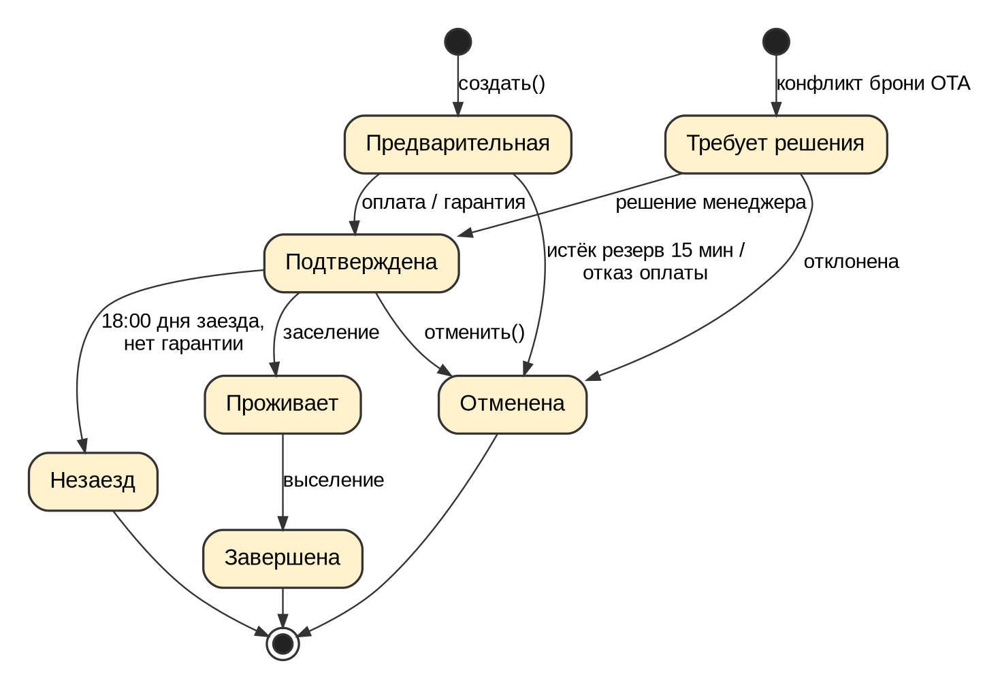 создать()
конфликт брони OTA
Предварительная
Требует решения
оплата / гарантия
решение менеджера
Подтверждена
истёк резерв 15 мин /
отказ оплаты
отклонена
18:00 дня заезда,
нет гарантии
заселение
отменить()
Проживает
Отменена
Незаезд
выселение
Завершена